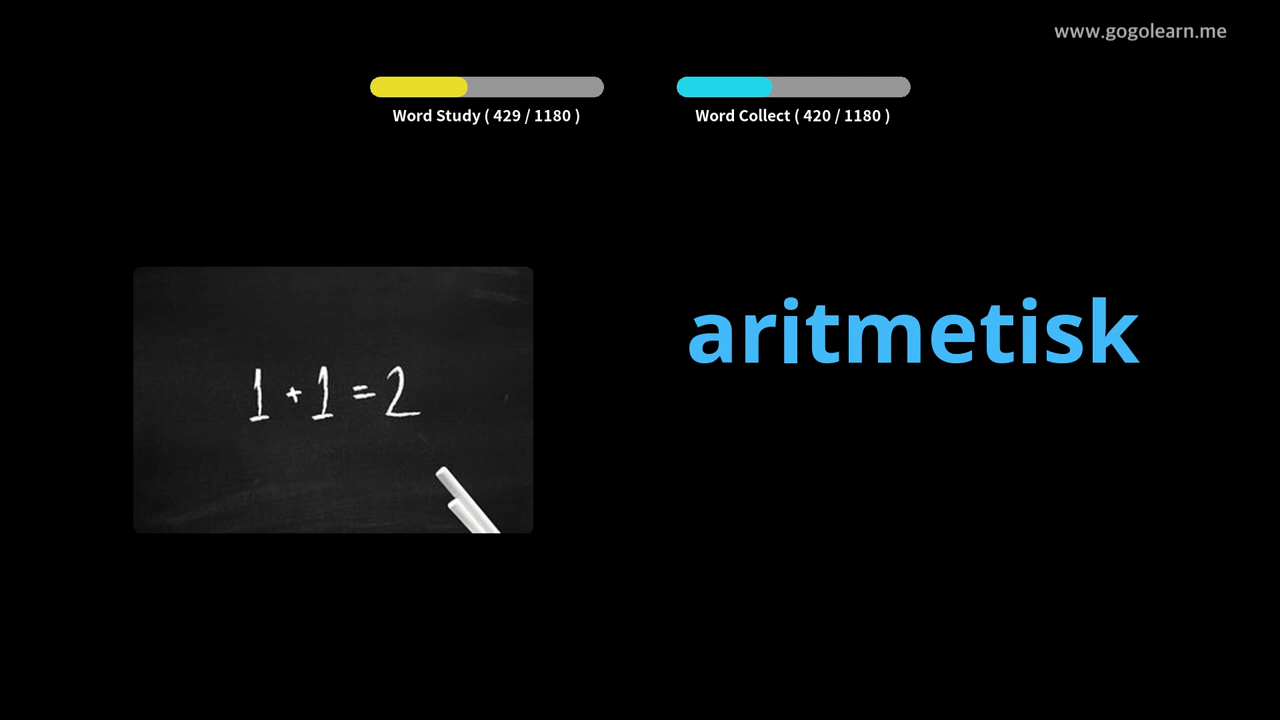 www.gogolearn.me
Word Study ( 429 / 1180 )
Word Collect ( 420 / 1180 )
1 + 1 = 2
aritmetisk